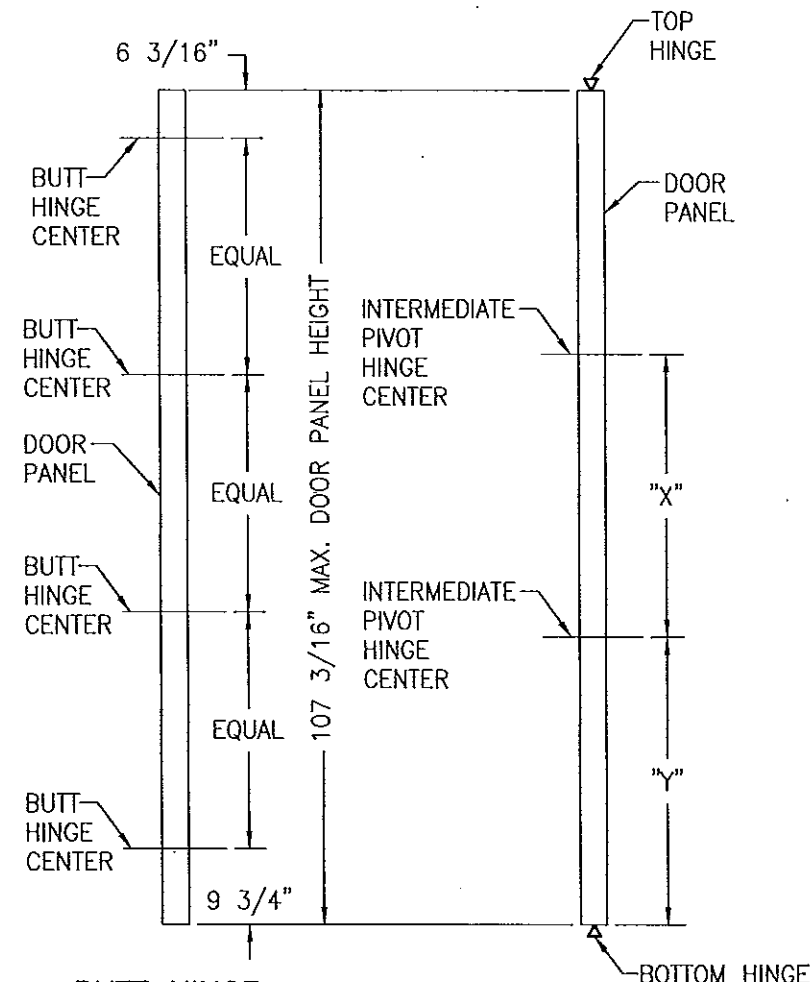 6 3/16"
TOP
HINGE
BUTT
HINGE
CENTER
DOOR
PANEL
EQUAL
107 3/16" MAX. DOOR PANEL HEIGHT
INTERMEDIATE
PIVOT
HINGE
CENTER
BUTT
HINGE
CENTER
DOOR
PANEL
EQUAL
"X"
BUTT
HINGE
CENTER
INTERMEDIATE
PIVOT
HINGE
CENTER
EQUAL
"Y"
BUTT
HINGE
CENTER
9 3/4"
BOTTOM HINGE